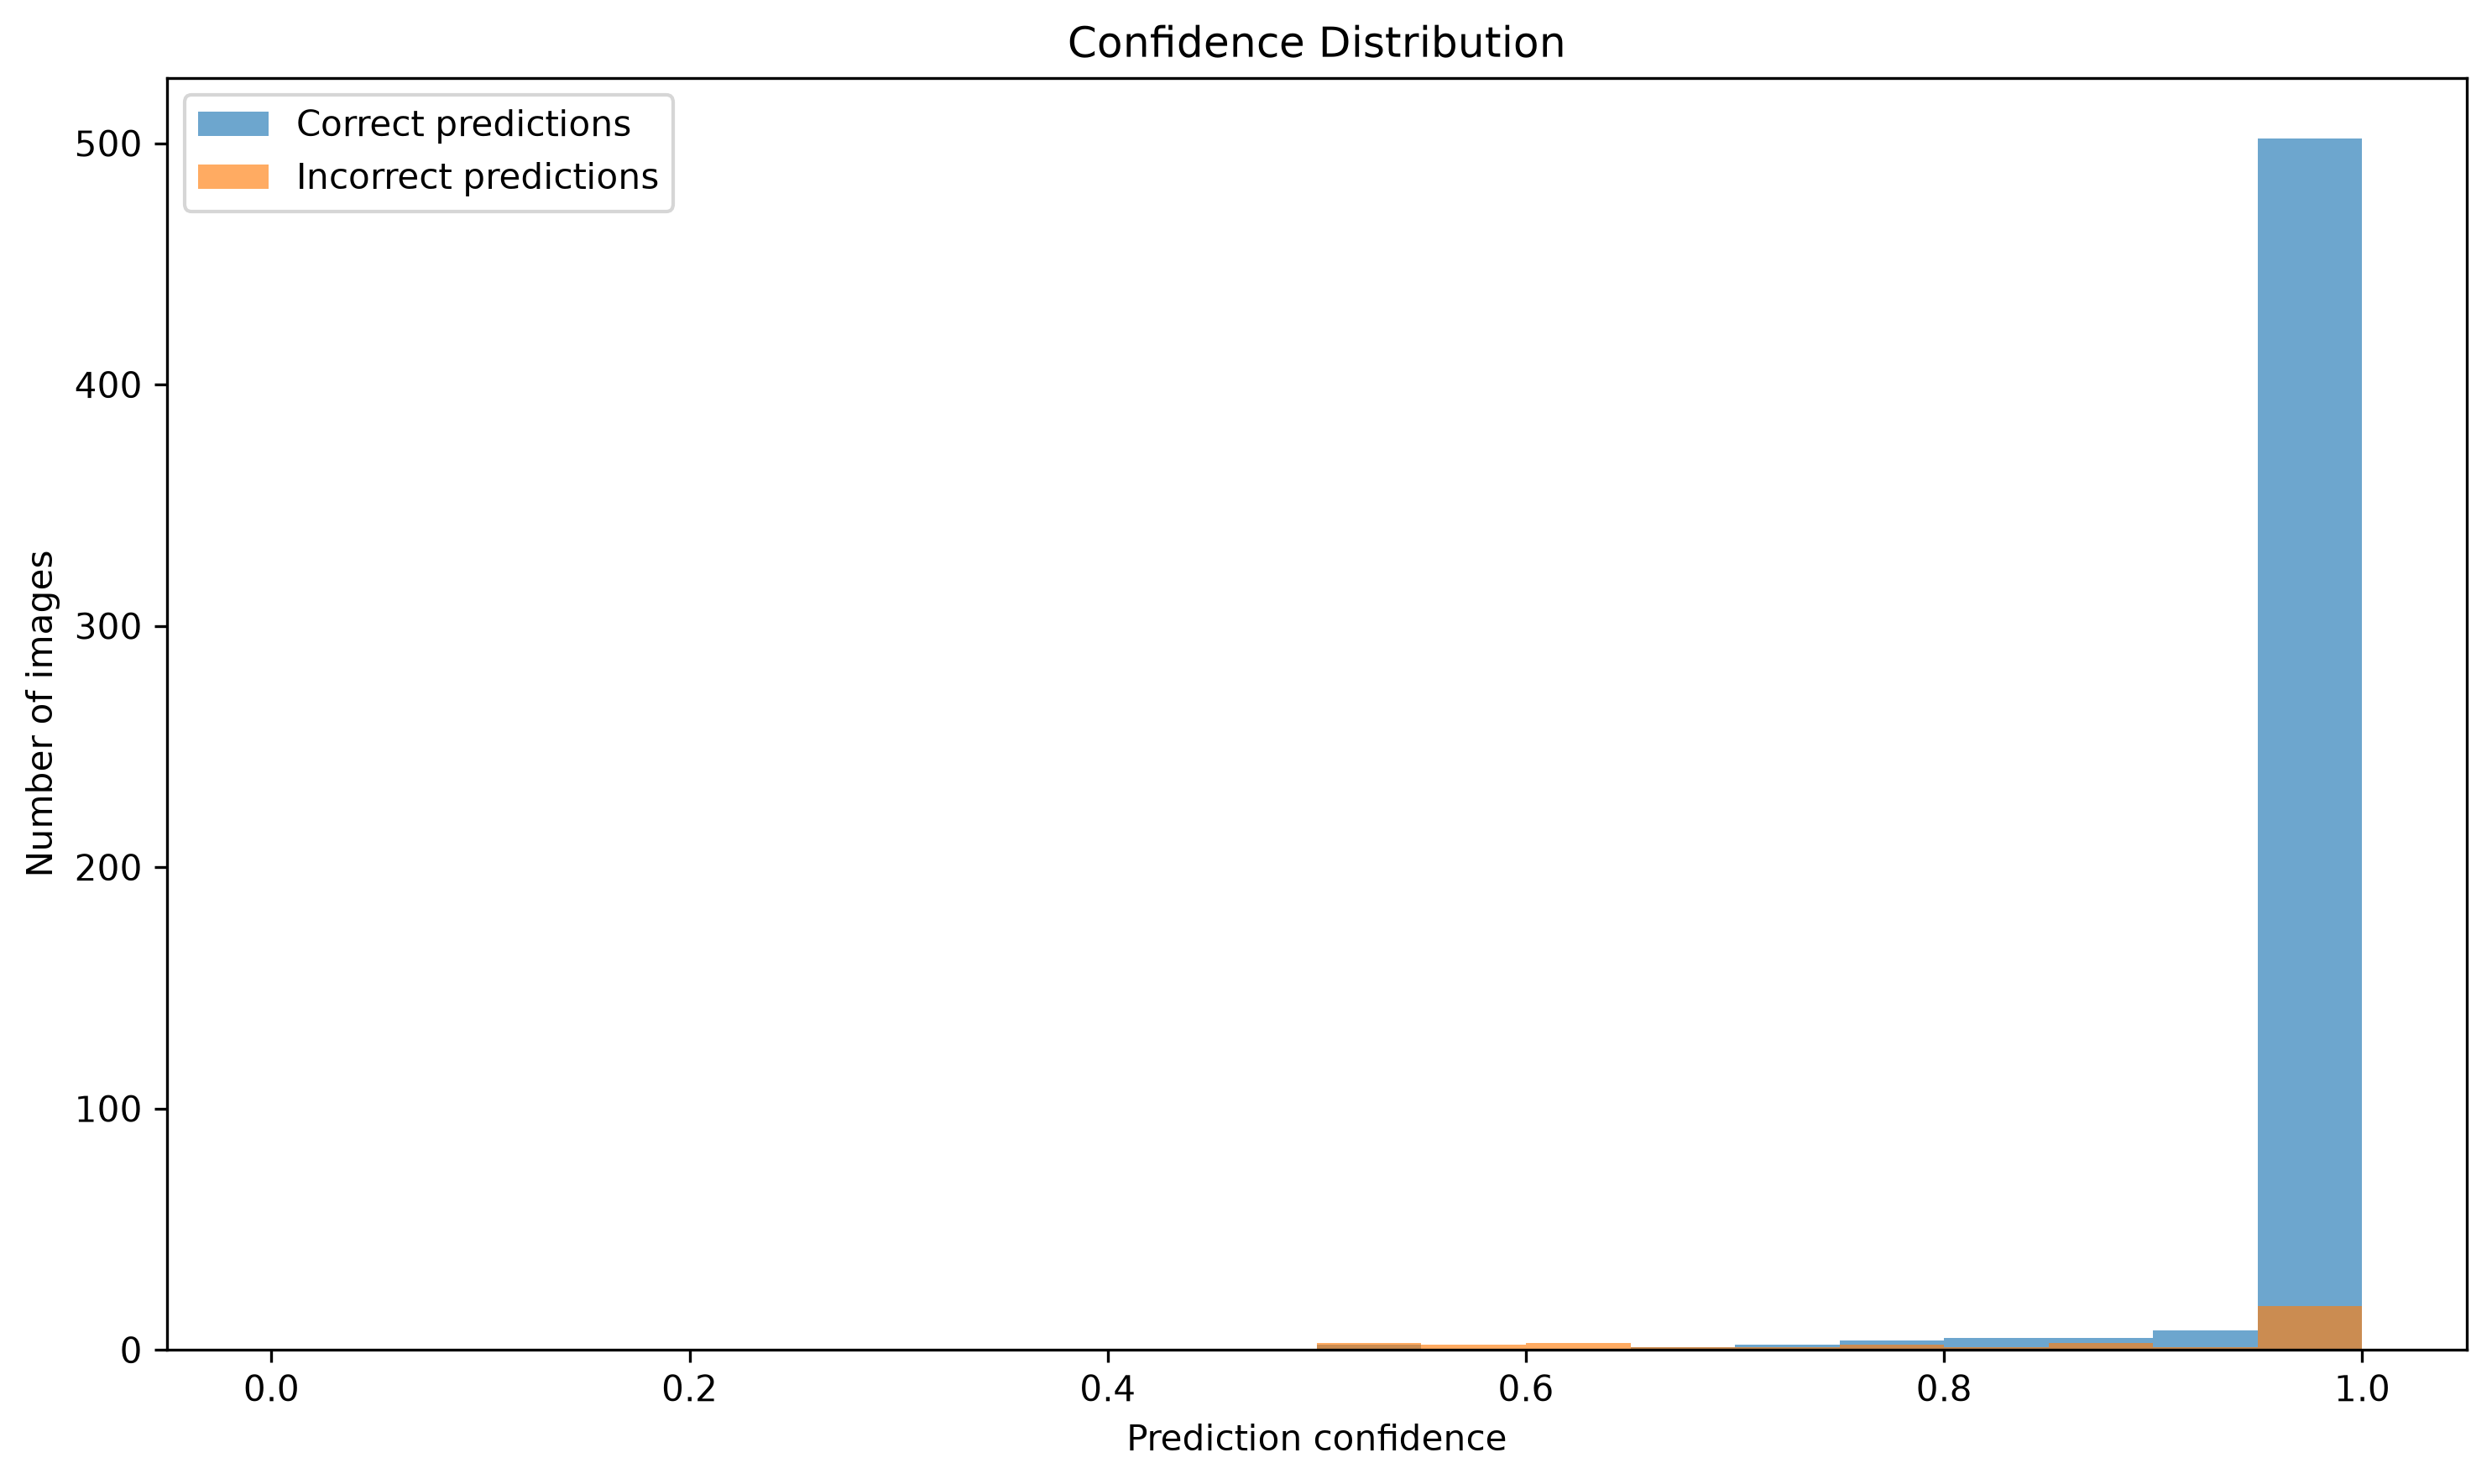 Confidence Distribution
Correct predictions
Incorrect predictions
500
400
300
200
100
0
Number of images
0.0 0.2 0.4 0.6 0.8 1.0
Prediction confidence